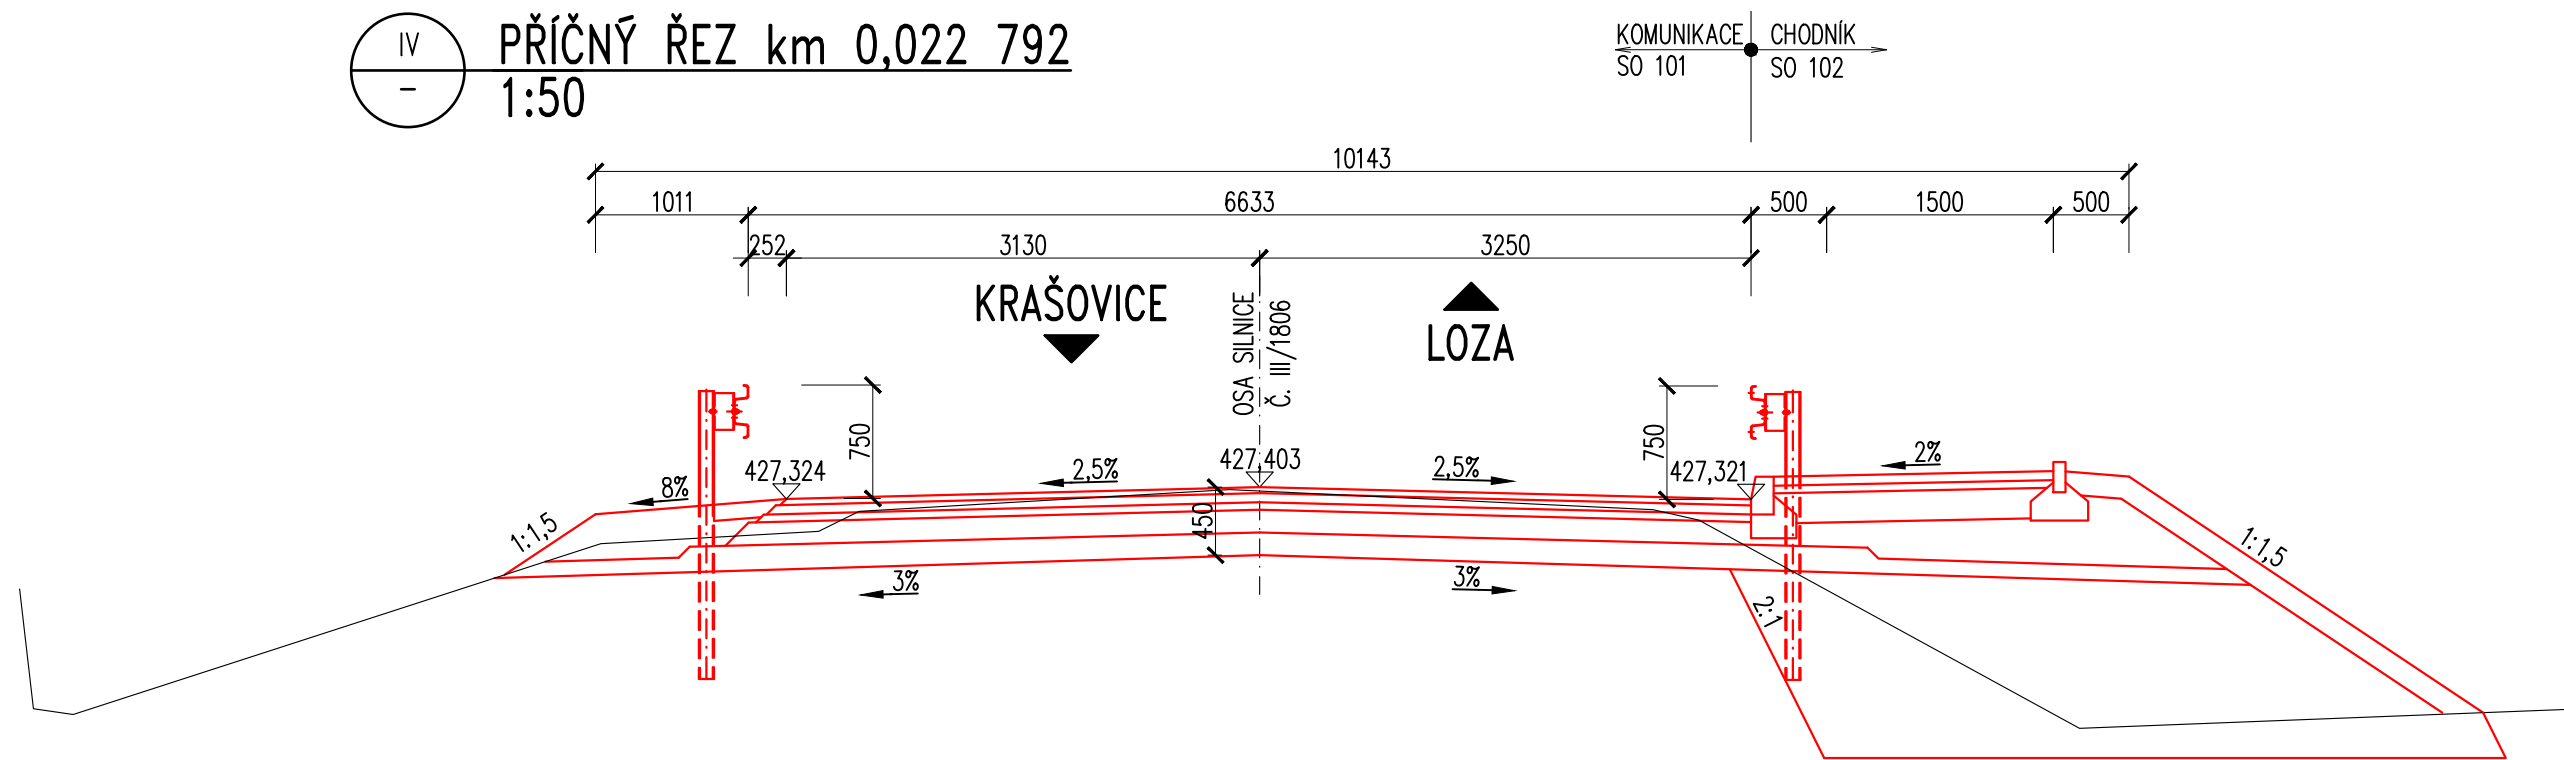 IV
–
PŘÍČNÝ ŘEZ km 0,022 792
1:50
KOMUNIKACE
SO 101
CHODNÍK
SO 102
10143
1011
6633
500
1500
500
252
3130
3250
KRAŠOVICE
LOZA
OSA SILNICE
Č. III/1806
750
750
427,324
427,403
427,321
8%
2,5%
2,5%
2%
1:1,5
450
1:1,5
3%
3%
2:1